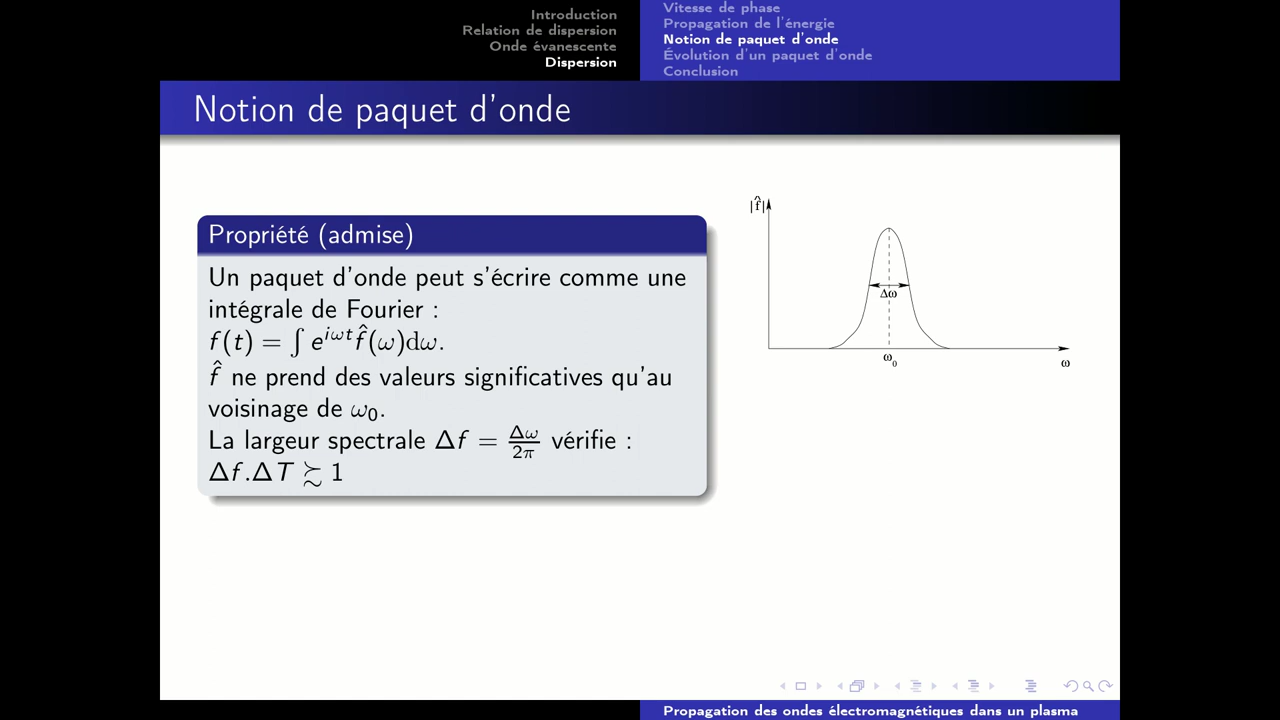 Introduction
Relation de dispersion
Onde évanescente
Dispersion
Vitesse de phase
Propagation de l'énergie
Notion de paquet d'onde
Évolution d'un paquet d'onde
Conclusion
Notion de paquet d'onde
Propriété (admise)
Un paquet d'onde peut s'écrire comme une
intégrale de Fourier :
f(t) = ∫ e^{iωt} f̂(ω)dω.
f̂ ne prend des valeurs significatives qu'au
voisinage de ω₀.
La largeur spectrale Δf = Δω/2π vérifie :
Δf.ΔT ≿ 1
|f̂|
Δω
ω₀
ω
Propagation des ondes électromagnétiques dans un plasma